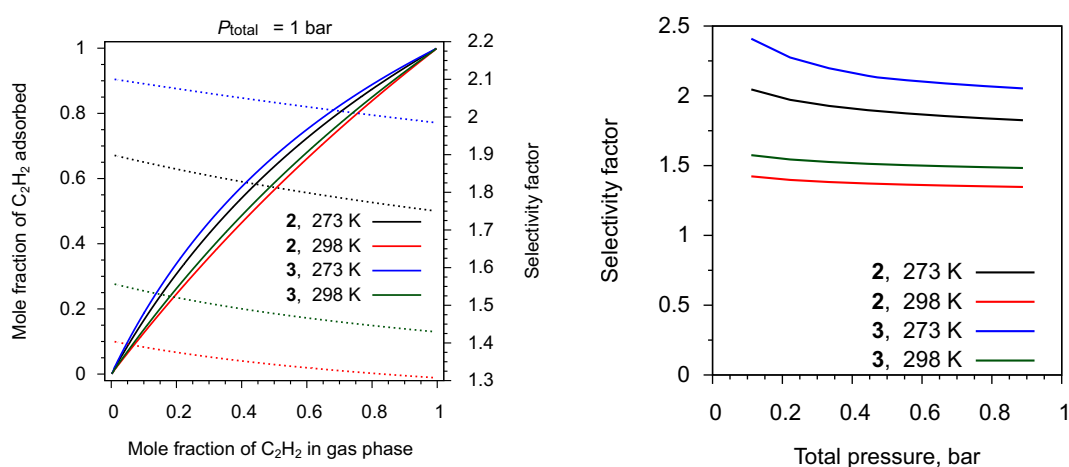 P_total = 1 bar
Mole fraction of C₂H₂ adsorbed
1
0.8
0.6
0.4
0.2
0
2.2
2.1
2
1.9
1.8
1.7
1.6
1.5
1.4
1.3
Selectivity factor
2, 273 K
2, 298 K
3, 273 K
3, 298 K
0 0.2 0.4 0.6 0.8 1
Mole fraction of C₂H₂ in gas phase
Selectivity factor
2.5
2
1.5
1
0.5
0
2, 273 K
2, 298 K
3, 273 K
3, 298 K
0 0.2 0.4 0.6 0.8 1
Total pressure, bar